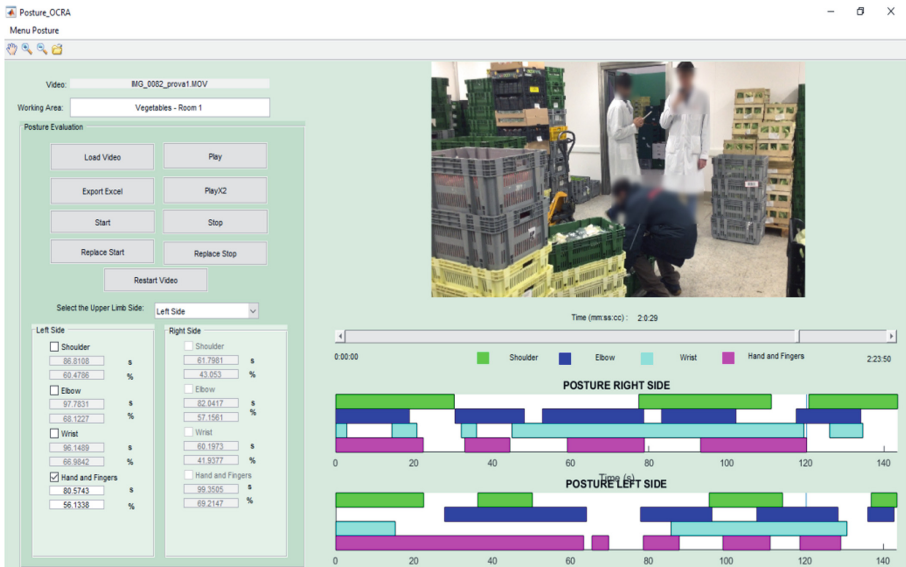 Posture_OCRA
Menu Posture
Video: IMG_0082_prova1.MOV
Working Area: Vegetables - Room 1
Posture Evaluation
Load Video Play
Export Excel PlayX2
Start Stop
Replace Start Replace Stop
Restart Video
Select the Upper Limb Side: Left Side
Left Side
Shoulder
86.8108 s
60.4786 %
Elbow
97.7831 s
68.1227 %
Wrist
96.1489 s
66.9842 %
Hand and Fingers
80.5743 s
56.1338 %
Right Side
Shoulder
61.7981 s
43.053 %
Elbow
82.0417 s
57.1561 %
Wrist
60.1973 s
41.9377 %
Hand and Fingers
99.3505 s
69.2147 %
Time (mm:ss:cc) : 2:0:29
0:00:00 Shoulder Elbow Wrist Hand and Fingers 2:23:50
POSTURE RIGHT SIDE
0 20 40 60 80 100 120 140
Time (s)
POSTURE LEFT SIDE
0 20 40 60 80 100 120 140